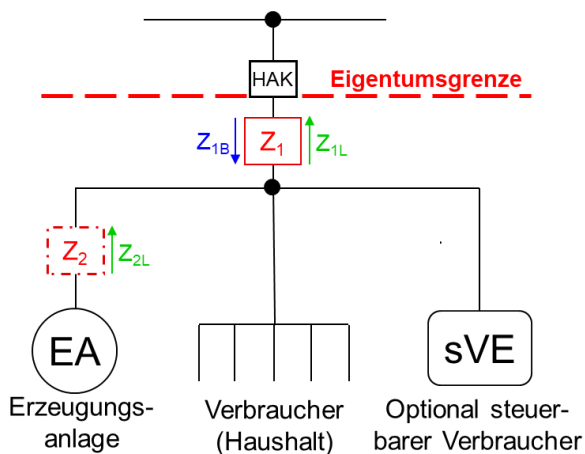 HAK
Eigentumsgrenze
Z1B
Z1
Z1L
Z2
Z2L
EA
sVE
Erzeugungs-
anlage
Verbraucher
(Haushalt)
Optional steuer-
barer Verbraucher